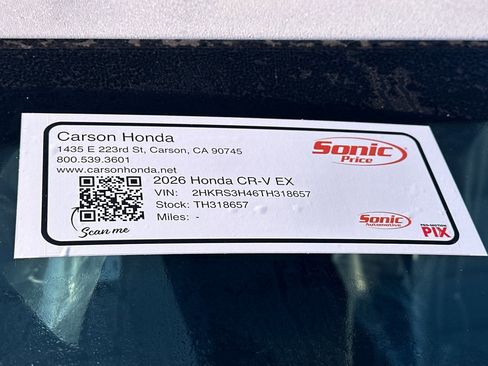 Carson Honda
1435 E 223rd St, Carson, CA 90745
800.539.3601
www.carsonhonda.net
Sonic
Price
2026 Honda CR-V EX
VIN: 2HKRS3H46TH318657
Stock: TH318657
Miles: -
Scan me
Sonic
Automotive
PIX